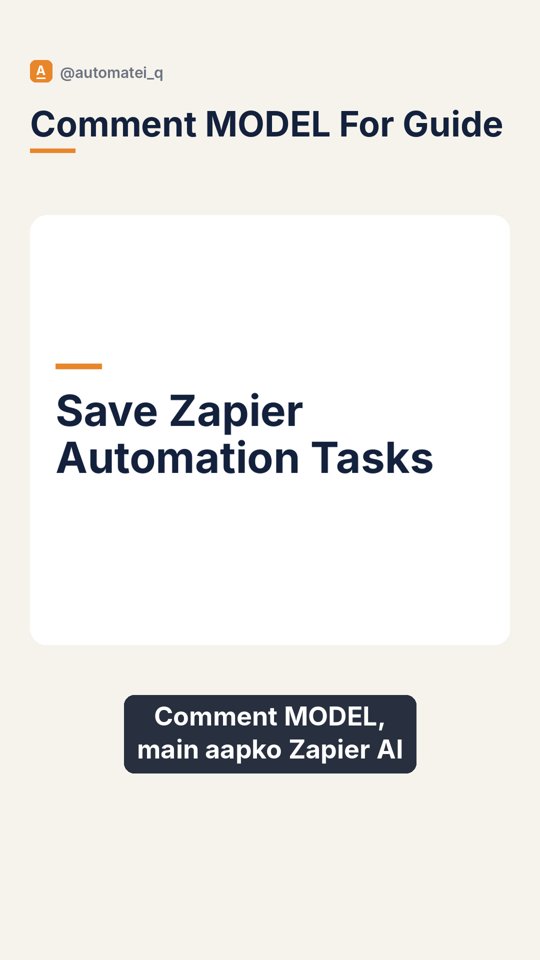 A
@automatei_q
Comment MODEL For Guide
Save Zapier
Automation Tasks
Comment MODEL,
main aapko Zapier AI